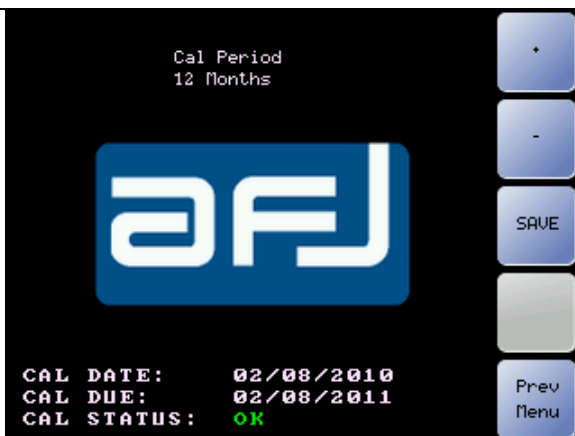 Cal Period
12 Months
+
-
SAVE
afj
CAL DATE: 02/08/2010
CAL DUE: 02/08/2011
CAL STATUS: OK
Prev
Menu